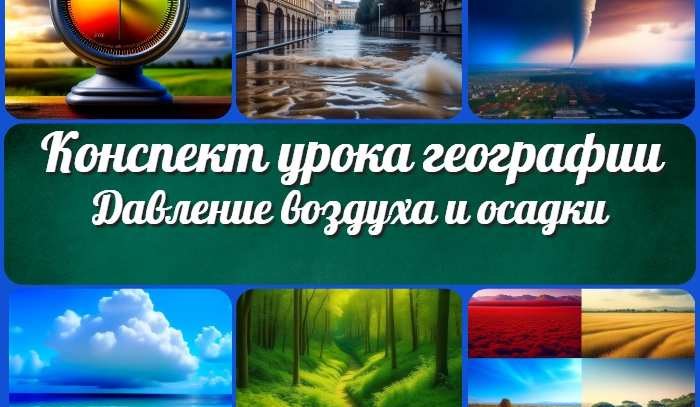 Конспект урока географии
Давление воздуха и осадки